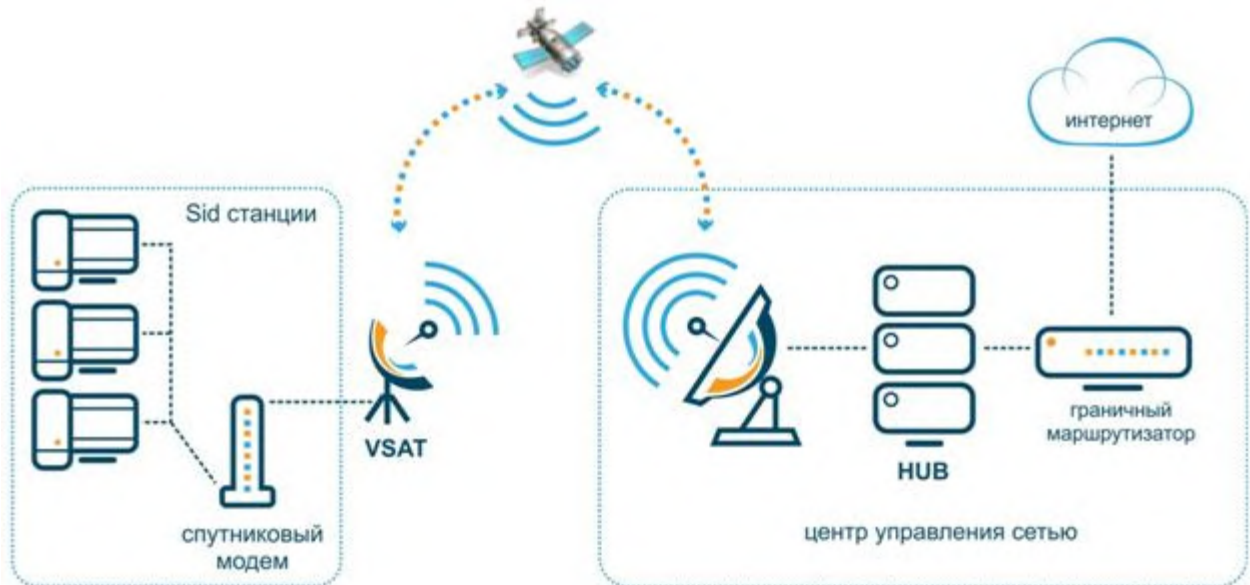 интернет
Sid станции
VSAT
граничный
маршрутизатор
HUB
спутниковый
модем
центр управления сетью